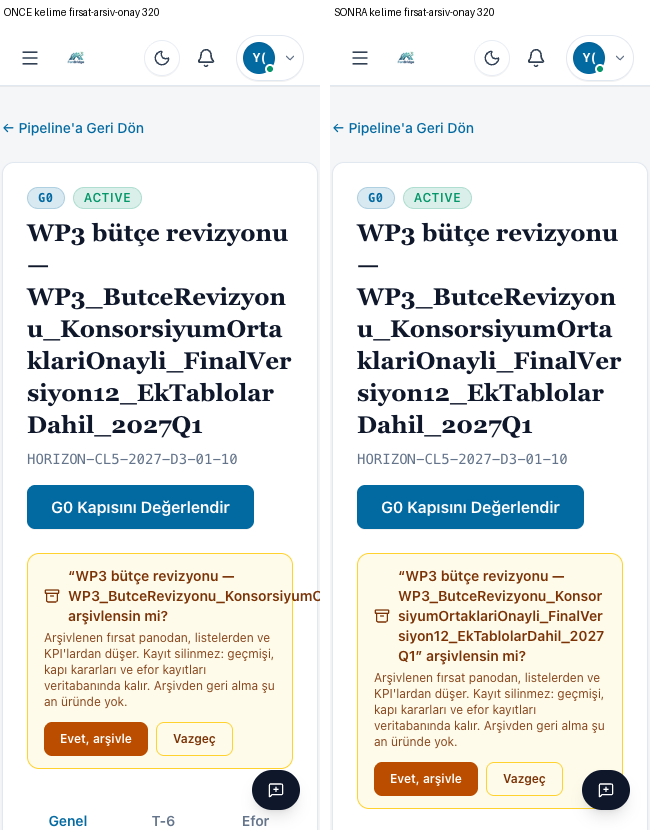 ONCE kelime firsat-arsiv-onay 320
Y(
← Pipeline'a Geri Dön
G0 ACTIVE
WP3 bütçe revizyonu
—
WP3_ButceRevizyon
u_KonsorsiyumOrta
klariOnayli_FinalVer
siyon12_EkTablolar
Dahil_2027Q1
HORIZON-CL5-2027-D3-01-10
G0 Kapısını Değerlendir
“WP3 bütçe revizyonu —
WP3_ButceRevizyonu_KonsorsiyumO
arşivlensin mi?
Arşivlenen fırsat panodan, listelerden ve
KPI'lardan düşer. Kayıt silinmez: geçmişi,
kapı kararları ve efor kayıtları
veritabanında kalır. Arşivden geri alma şu
an üründe yok.
Evet, arşivle Vazgeç
Genel T-6 Efor
SONRA kelime firsat-arsiv-onay 320
Y(
← Pipeline'a Geri Dön
G0 ACTIVE
WP3 bütçe revizyonu
—
WP3_ButceRevizyon
u_KonsorsiyumOrta
klariOnayli_FinalVer
siyon12_EkTablolar
Dahil_2027Q1
HORIZON-CL5-2027-D3-01-10
G0 Kapısını Değerlendir
“WP3 bütçe revizyonu —
WP3_ButceRevizyonu_Konsor
siyumOrtaklariOnayli_FinalVer
siyon12_EkTablolarDahil_2027
Q1” arşivlensin mi?
Arşivlenen fırsat panodan, listelerden ve
KPI'lardan düşer. Kayıt silinmez: geçmişi,
kapı kararları ve efor kayıtları
veritabanında kalır. Arşivden geri alma şu
an üründe yok.
Evet, arşivle Vazgeç